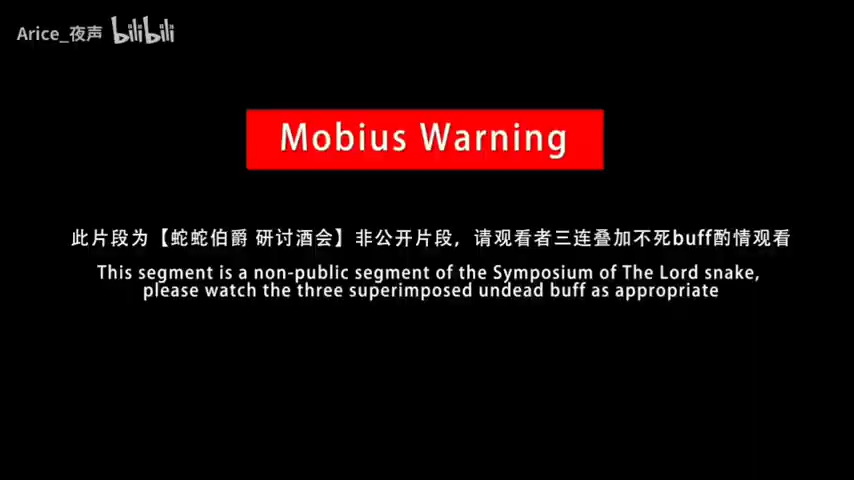 Arice_夜声 bilibili
Mobius Warning
此片段为【蛇蛇伯爵 研讨酒会】非公开片段，请观看者三连叠加不死buff酌情观看
This segment is a non-public segment of the Symposium of The Lord snake,
please watch the three superimposed undead buff as appropriate